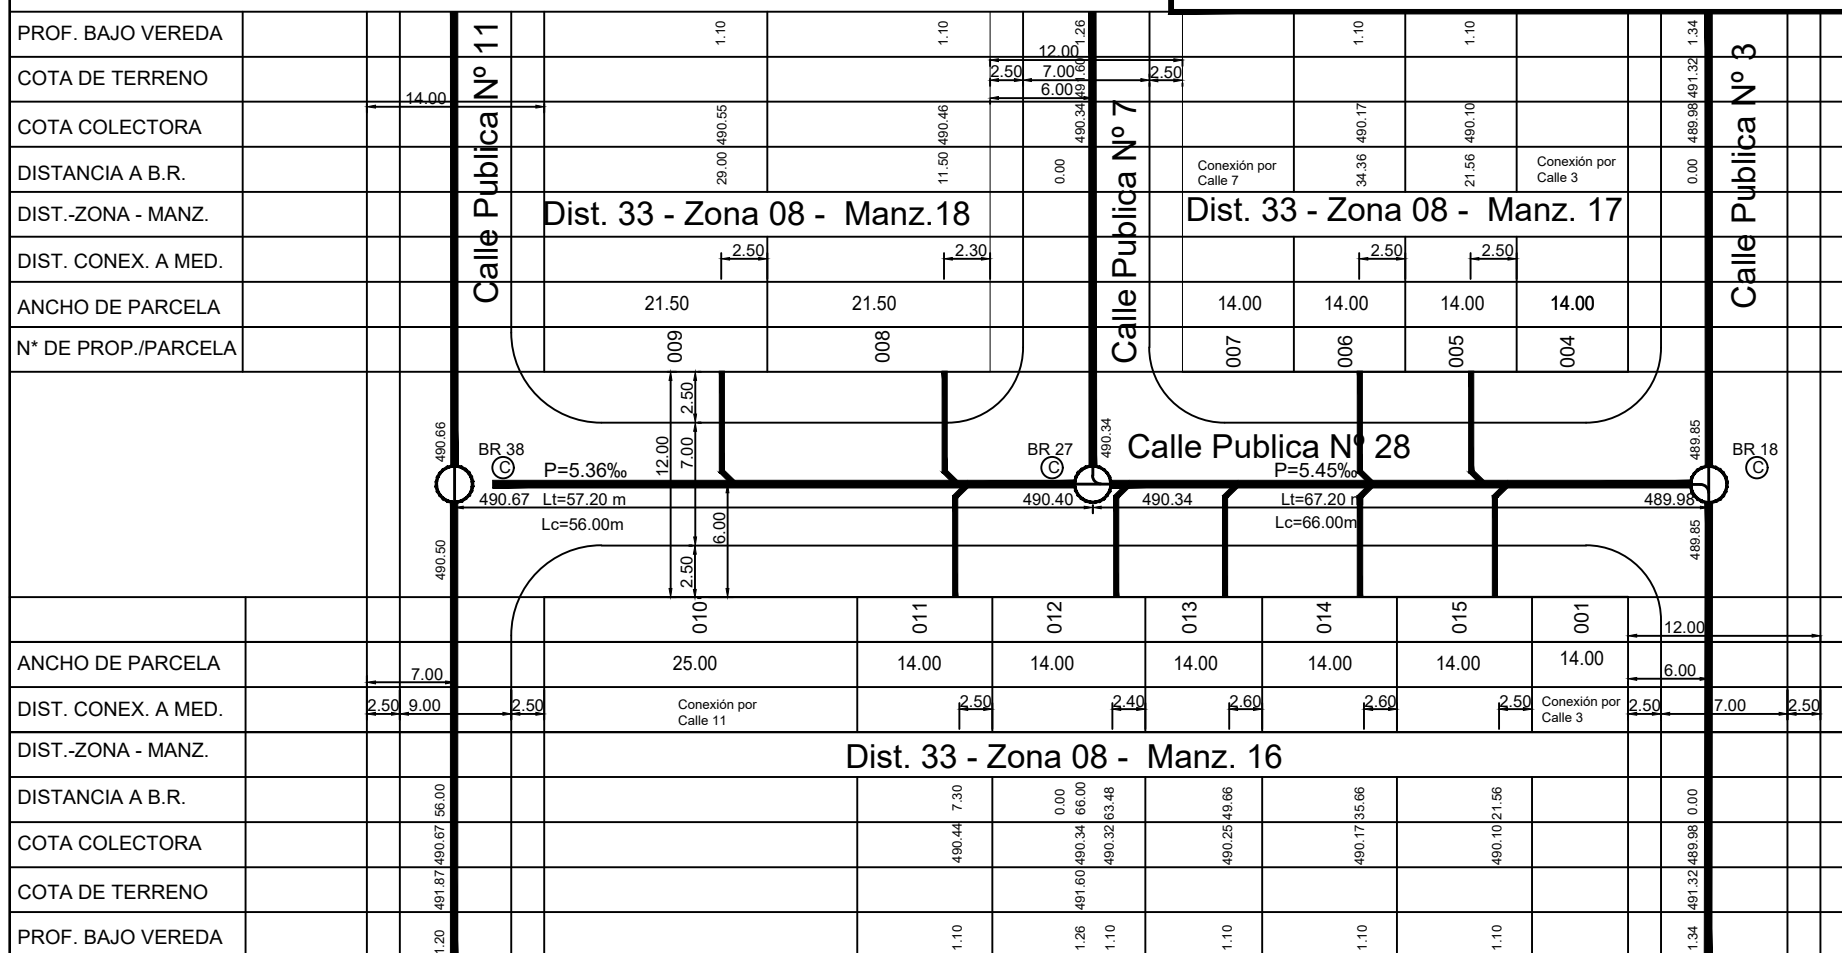 PROF. BAJO VEREDA
1.10
1.10
1.26
1.10
1.10
1.34
COTA DE TERRENO
12.00
2.50
7.00
2.50
491.60
491.32
14.00
6.00
COTA COLECTORA
490.55
490.46
490.34
490.17
490.10
489.98
DISTANCIA A B.R.
29.00
11.50
0.00
Conexión por
Calle 7
34.36
21.56
Conexión por
Calle 3
0.00
Calle Publica Nº 11
Calle Publica Nº 7
Calle Publica Nº 3
DIST.-ZONA - MANZ.
Dist. 33 - Zona 08 - Manz.18
Dist. 33 - Zona 08 - Manz. 17
DIST. CONEX. A MED.
2.50
2.30
2.50
2.50
ANCHO DE PARCELA
21.50
21.50
14.00
14.00
14.00
14.00
N* DE PROP./PARCELA
009
008
007
006
005
004
2.50
12.00
7.00
490.66
BR 38
C
P=5.36‰
BR 27
C
490.34
Calle Publica Nº 28
P=5.45‰
489.85
BR 18
C
490.67
Lt=57.20 m
490.40
490.34
Lt=67.20 m
489.98
Lc=56.00m
6.00
Lc=66.00m
490.50
2.50
489.85
010
011
012
013
014
015
001
12.00
ANCHO DE PARCELA
7.00
25.00
14.00
14.00
14.00
14.00
14.00
14.00
6.00
DIST. CONEX. A MED.
2.50
9.00
2.50
Conexión por
Calle 11
2.50
2.40
2.60
2.60
2.50
Conexión por
Calle 3
2.50
7.00
2.50
DIST.-ZONA - MANZ.
Dist. 33 - Zona 08 - Manz. 16
DISTANCIA A B.R.
56.00
7.30
0.00
66.00
63.48
49.66
35.66
21.56
0.00
COTA COLECTORA
490.67
490.44
490.34
490.32
490.25
490.17
490.10
489.98
COTA DE TERRENO
491.87
491.60
491.32
PROF. BAJO VEREDA
1.20
1.10
1.26
1.10
1.10
1.10
1.10
1.34